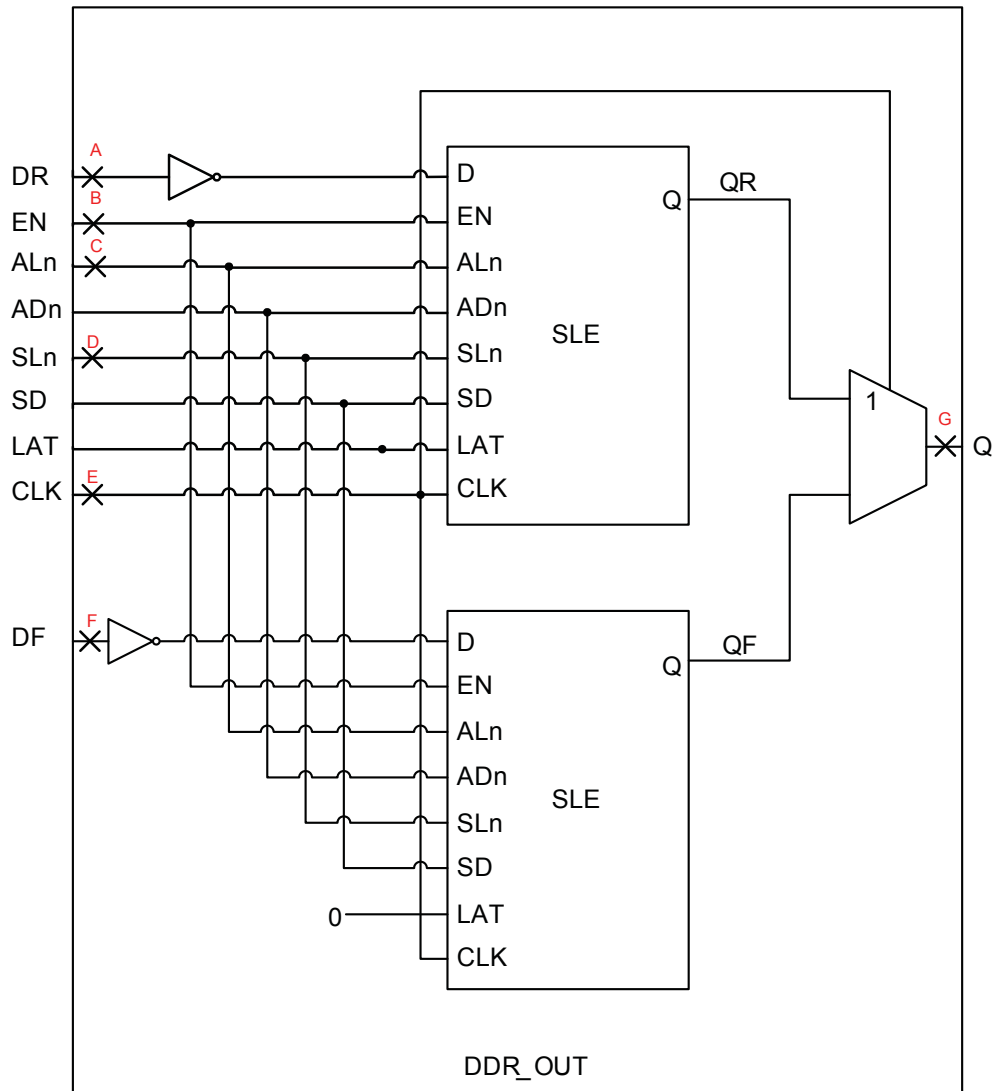 A
DR
D
QR
Q
B
EN
EN
C
ALn
ALn
ADn
ADn
SLE
D
SLn
SLn
SD
SD
1
G
LAT
LAT
Q
E
CLK
CLK
F
DF
D
QF
Q
EN
ALn
ADn
SLE
SLn
SD
0
LAT
CLK
DDR_OUT